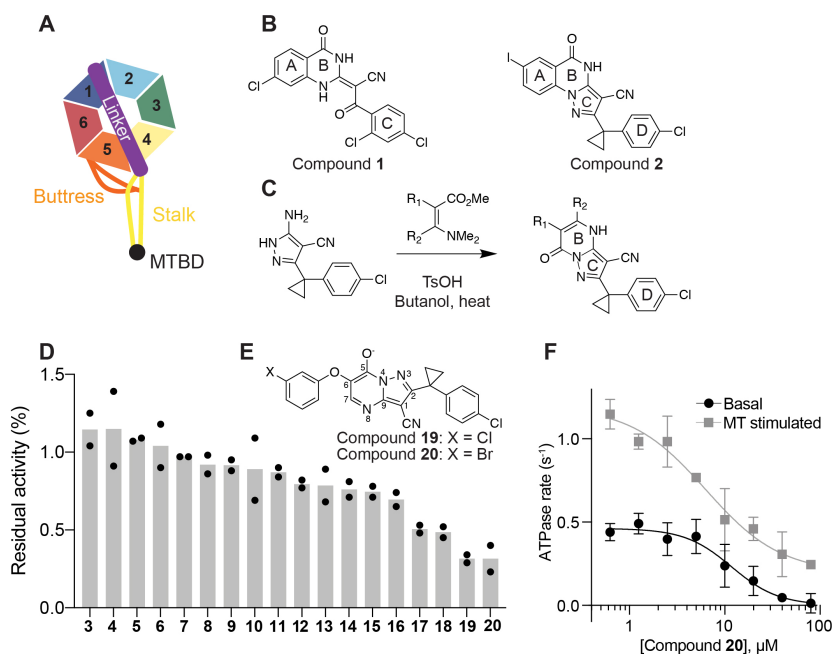 A
1
2
3
4
5
6
Linker
Buttress
Stalk
MTBD
B
O
A
B
NH
Cl
N
H
CN
O
C
Cl
Cl
Compound 1
O
I
A
B
NH
N
N
C
CN
D
Cl
Compound 2
C
NH2
HN
N
CN
Cl
R1
CO2Me
R2
NMe2
TsOH
Butanol, heat
R2
R1
B
NH
O
N
N
C
CN
D
Cl
D
Residual activity (%)
1.5
1.0
0.5
0.0
3 4 5 6 7 8 9 10 11 12 13 14 15 16 17 18 19 20
E
X
O
O-
5
6
4
N
N
3
7
2
N
8
9
1
CN
Cl
Compound 19: X = Cl
Compound 20: X = Br
F
Basal
MT stimulated
ATPase rate (s-1)
1.0
0.5
0.0
1 10 100
[Compound 20], µM